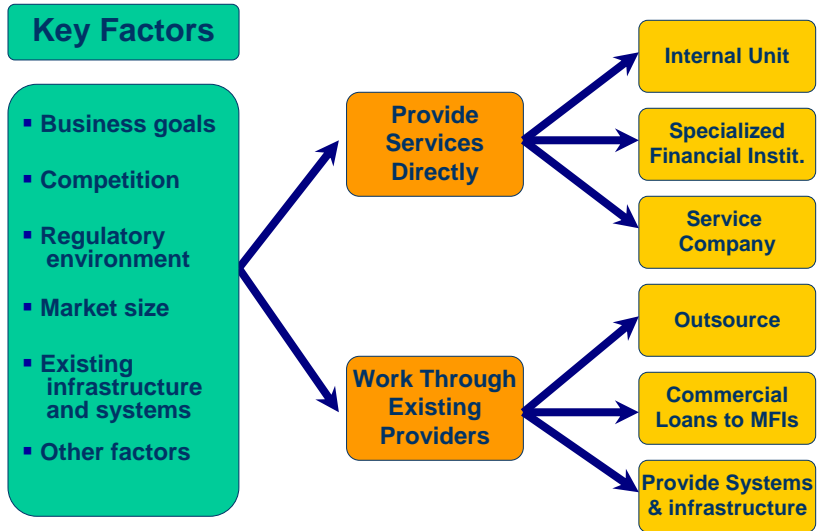 Key Factors
▪ Business goals
▪ Competition
▪ Regulatory
environment
▪ Market size
▪ Existing
infrastructure
and systems
▪ Other factors
Provide
Services
Directly
Work Through
Existing
Providers
Internal Unit
Specialized
Financial Instit.
Service
Company
Outsource
Commercial
Loans to MFIs
Provide Systems
& infrastructure